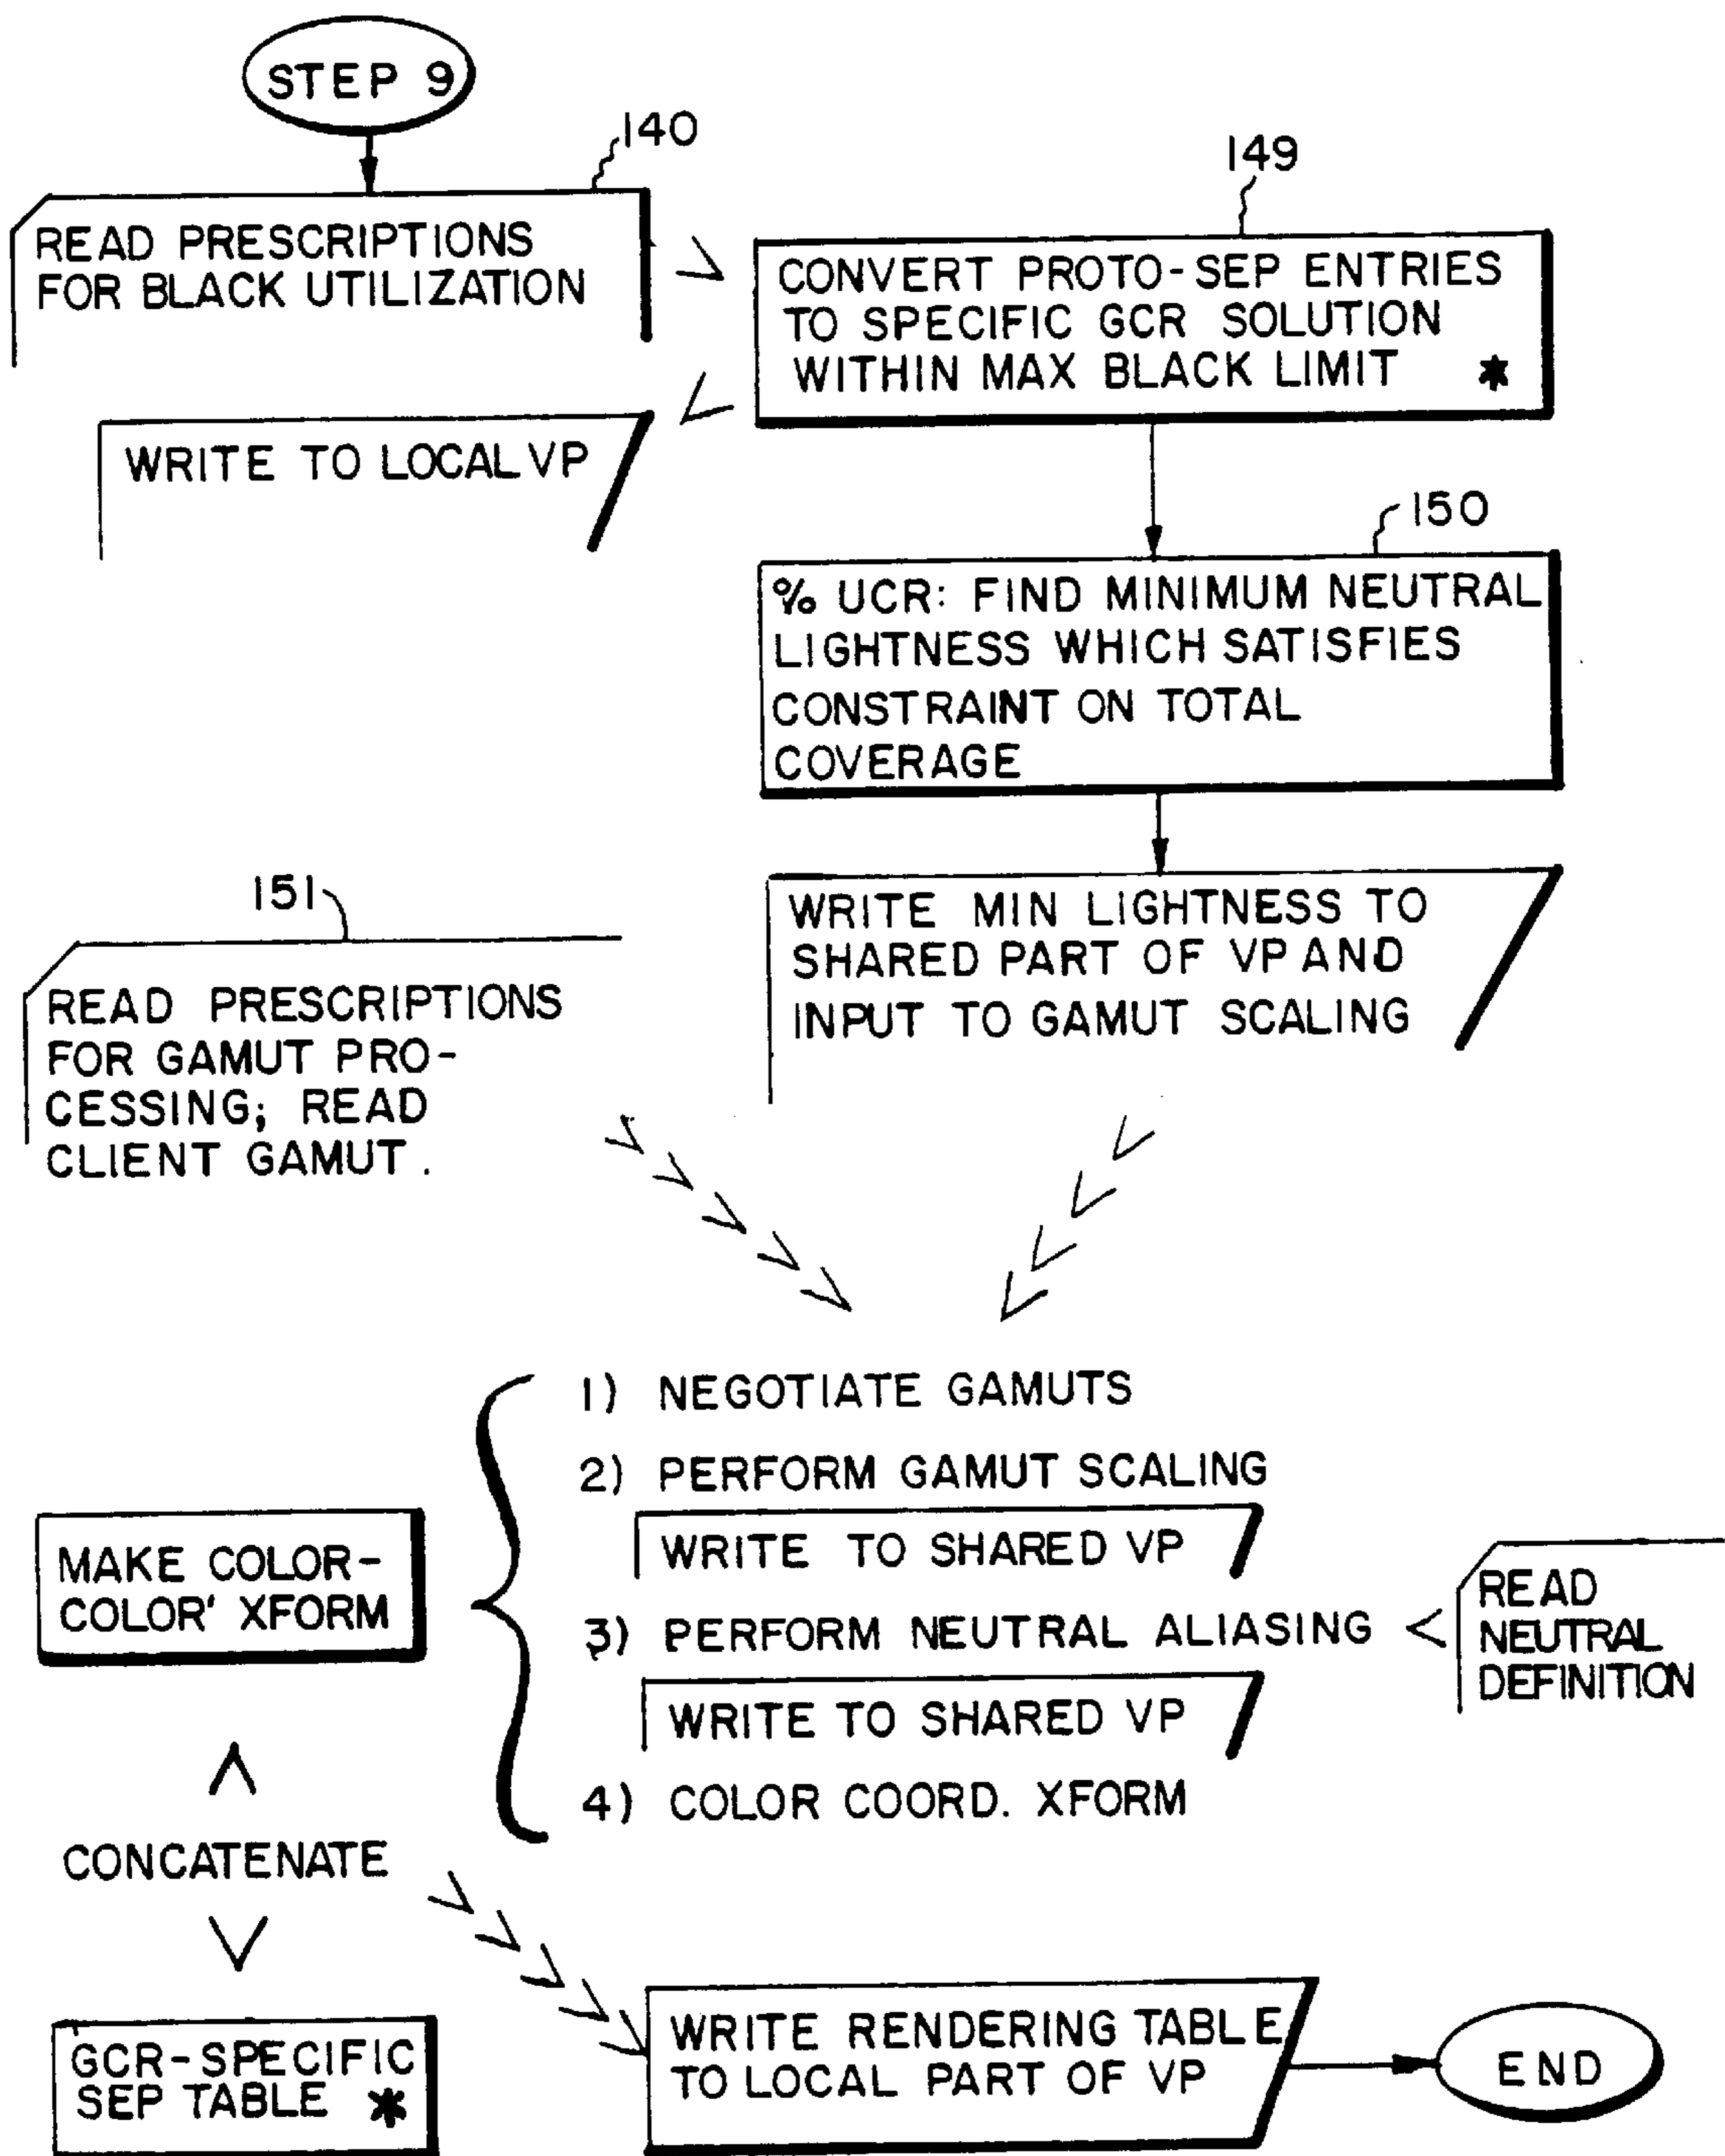 STEP 9
140
READ PRESCRIPTIONS
FOR BLACK UTILIZATION
149
CONVERT PROTO-SEP ENTRIES
TO SPECIFIC GCR SOLUTION
WITHIN MAX BLACK LIMIT *
WRITE TO LOCAL VP
150
% UCR: FIND MINIMUM NEUTRAL
LIGHTNESS WHICH SATISFIES
CONSTRAINT ON TOTAL
COVERAGE
WRITE MIN LIGHTNESS TO
SHARED PART OF VP AND
INPUT TO GAMUT SCALING
151
READ PRESCRIPTIONS
FOR GAMUT PRO-
CESSING; READ
CLIENT GAMUT.
1) NEGOTIATE GAMUTS
2) PERFORM GAMUT SCALING
WRITE TO SHARED VP
3) PERFORM NEUTRAL ALIASING
READ
NEUTRAL
DEFINITION
WRITE TO SHARED VP
4) COLOR COORD. XFORM
MAKE COLOR-
COLOR' XFORM
CONCATENATE
GCR-SPECIFIC
SEP TABLE *
WRITE RENDERING TABLE
TO LOCAL PART OF VP
END